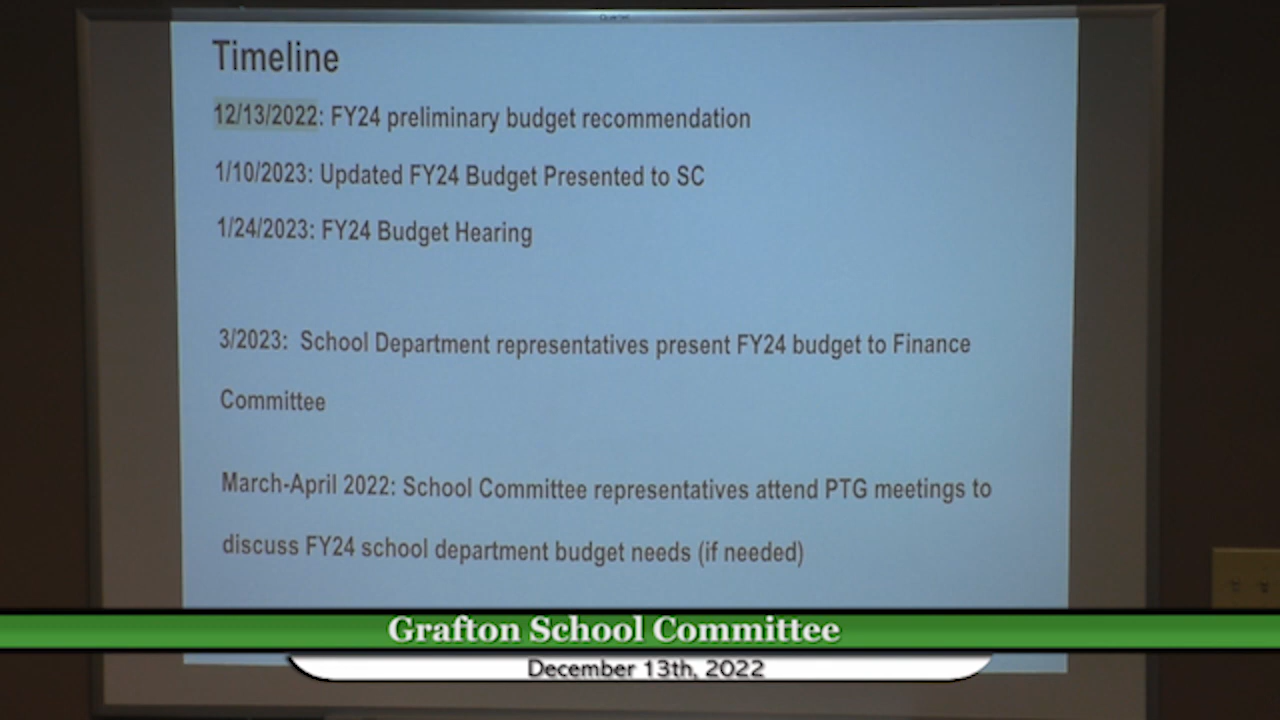 Timeline
12/13/2022: FY24 preliminary budget recommendation
1/10/2023: Updated FY24 Budget Presented to SC
1/24/2023: FY24 Budget Hearing
3/2023: School Department representatives present FY24 budget to Finance
Committee
March-April 2022: School Committee representatives attend PTG meetings to
discuss FY24 school department budget needs (if needed)
Grafton School Committee
December 13th, 2022